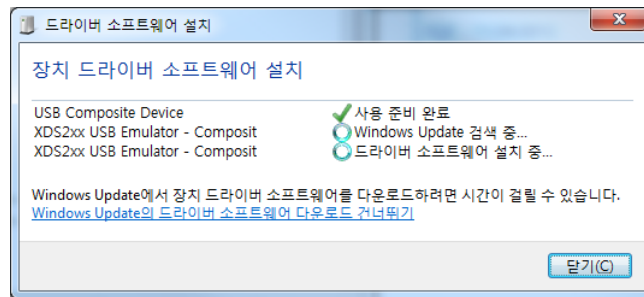 드라이버 소프트웨어 설치
장치 드라이버 소프트웨어 설치
USB Composite Device 사용 준비 완료
XDS2xx USB Emulator - Composit Windows Update 검색 중...
XDS2xx USB Emulator - Composit 드라이버 소프트웨어 설치 중...
Windows Update에서 장치 드라이버 소프트웨어를 다운로드하려면 시간이 걸릴 수 있습니다.
Windows Update의 드라이버 소프트웨어 다운로드 건너뛰기
닫기(C)